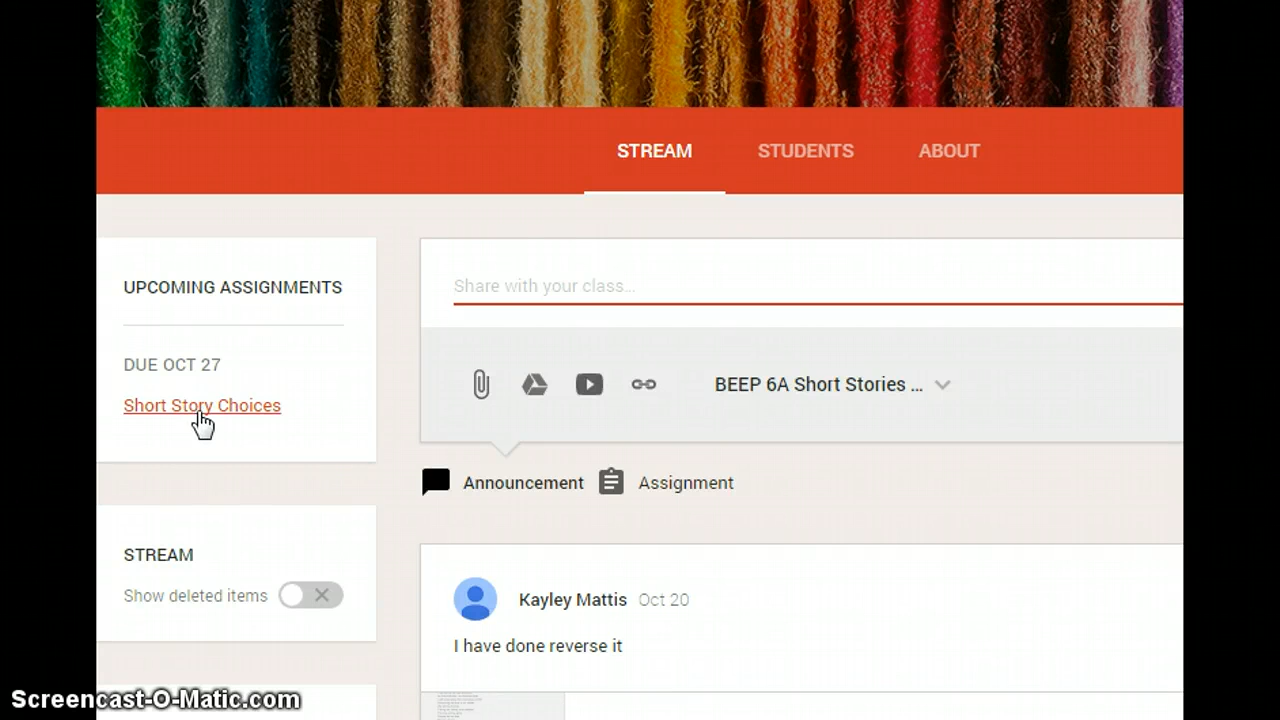 STREAM STUDENTS ABOUT
UPCOMING ASSIGNMENTS
DUE OCT 27
Short Story Choices
Share with your class...
BEEP 6A Short Stories ...
Announcement Assignment
STREAM
Show deleted items
Kayley Mattis Oct 20
I have done reverse it
Screencast-O-Matic.com